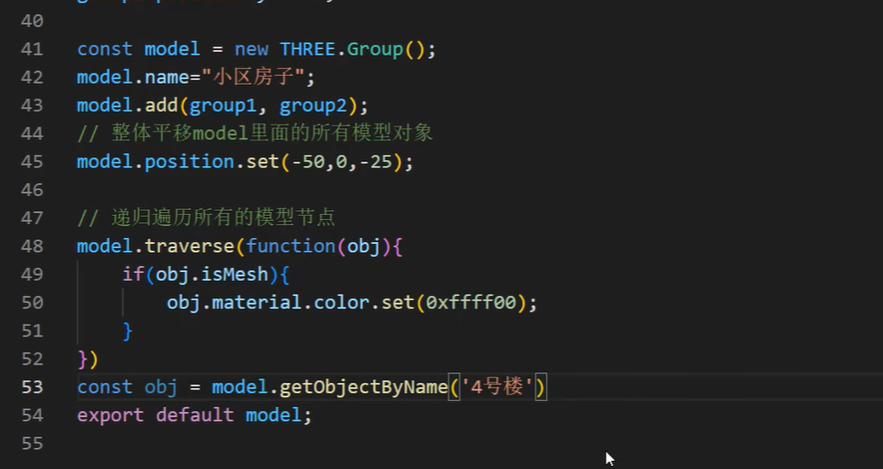 40
41 const model = new THREE.Group();
42 model.name="小区房子";
43 model.add(group1, group2);
44 // 整体平移model里面的所有模型对象
45 model.position.set(-50,0,-25);
46
47 // 递归遍历所有的模型节点
48 model.traverse(function(obj){
49 if(obj.isMesh){
50 obj.material.color.set(0xffff00);
51 }
52 })
53 const obj = model.getObjectByName('4号楼')
54 export default model;
55